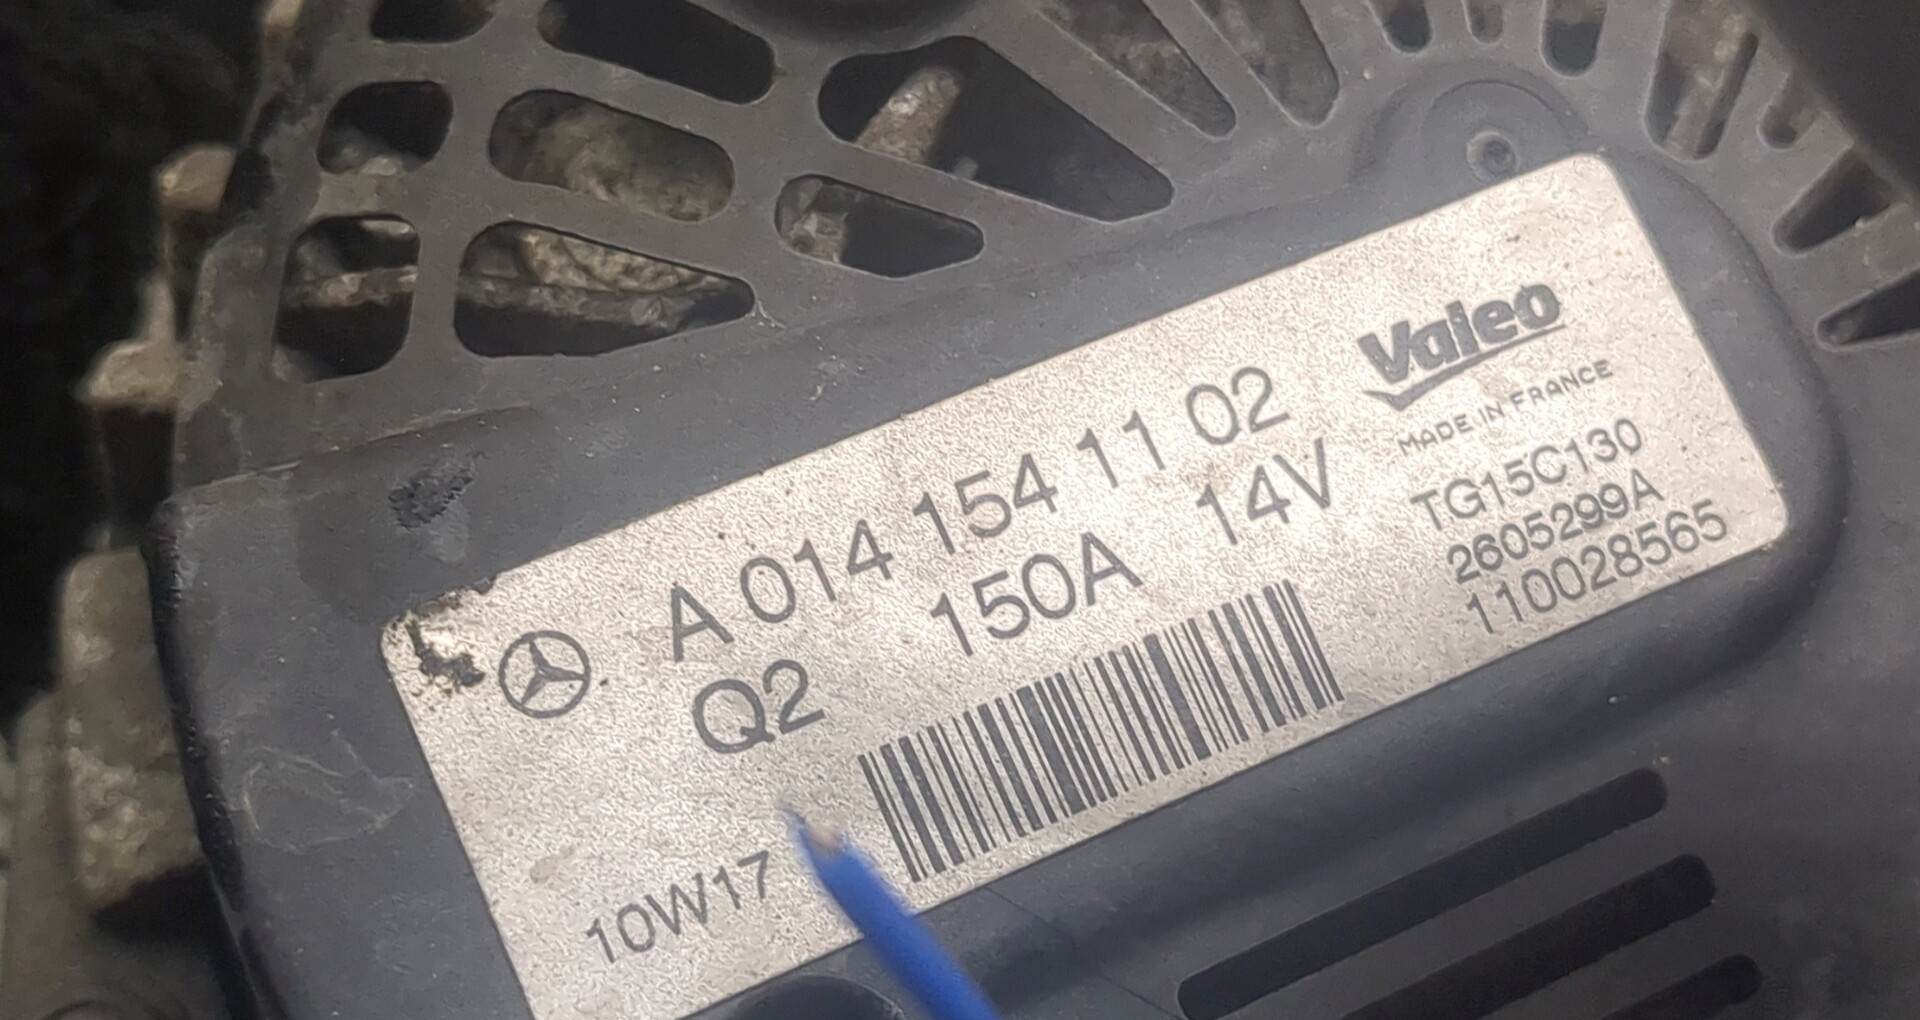 Valeo
MADE IN FRANCE
A 014 154 11 02
Q2 150A 14V
TG15C130
2605299A
110028565
10W17